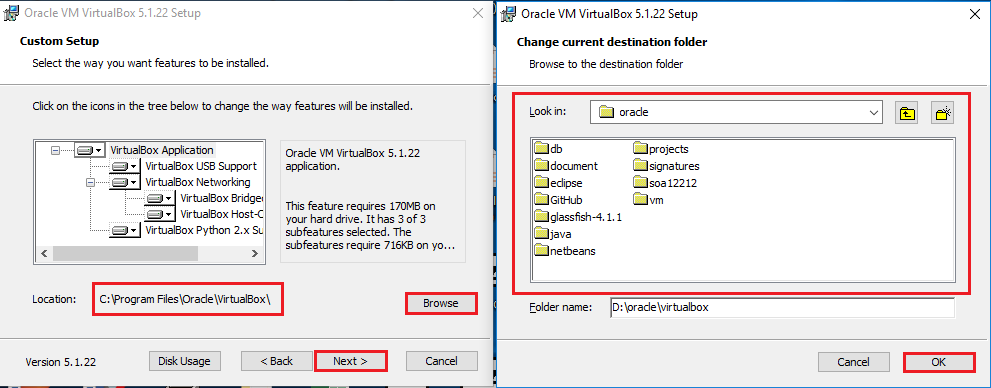 Oracle VM VirtualBox 5.1.22 Setup
Custom Setup
Select the way you want features to be installed.
Click on the icons in the tree below to change the way features will be installed.
VirtualBox Application
VirtualBox USB Support
VirtualBox Networking
VirtualBox Bridged
VirtualBox Host-O
VirtualBox Python 2.x Su
Oracle VM VirtualBox 5.1.22
application.
This feature requires 170MB on
your hard drive. It has 3 of 3
subfeatures selected. The
subfeatures require 716KB on yo...
Location:
C:\Program Files\Oracle\VirtualBox\
Browse
Version 5.1.22
Disk Usage
< Back
Next >
Cancel
Oracle VM VirtualBox 5.1.22 Setup
Change current destination folder
Browse to the destination folder
Look in:
oracle
db
document
eclipse
GitHub
glassfish-4.1.1
java
netbeans
projects
signatures
soa12212
vm
Folder name:
D:\oracle\virtualbox
Cancel
OK